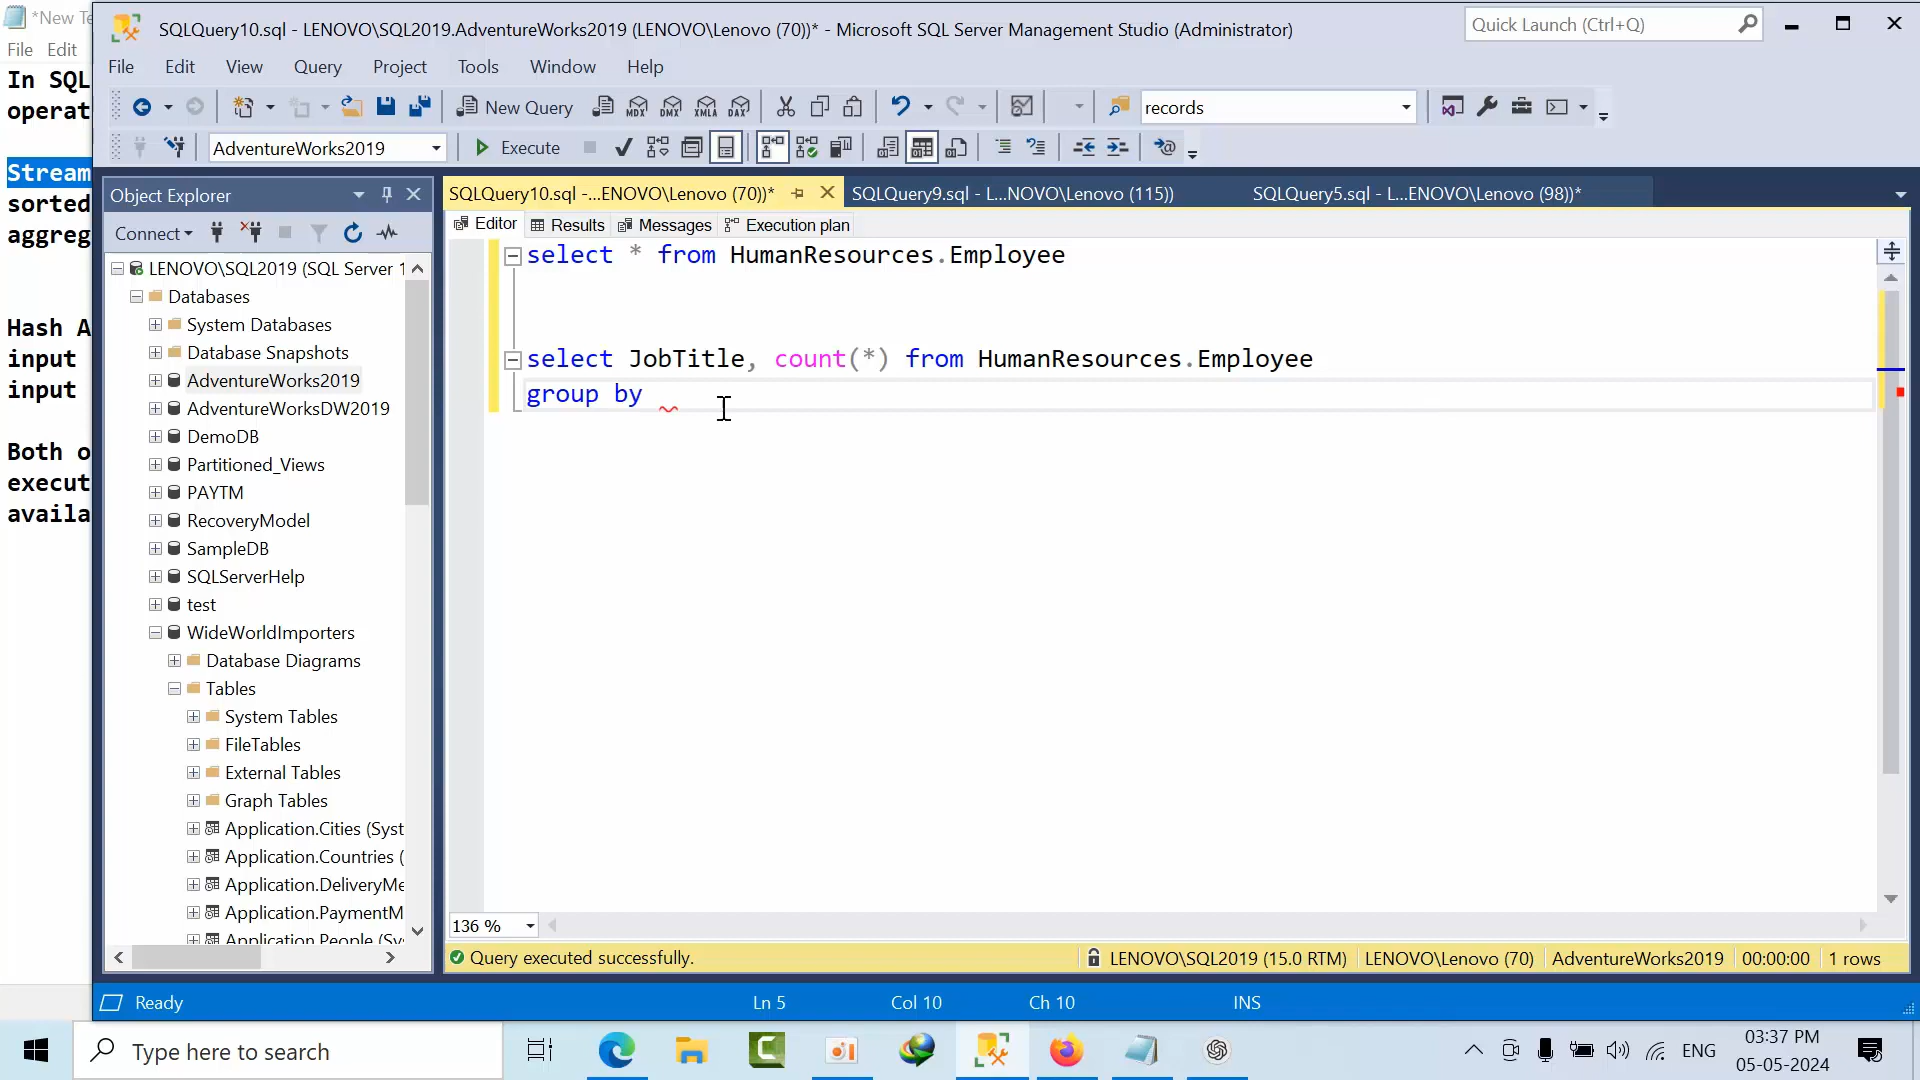 *New Te
File Edit
In SQL
operat
Stream
sorted
aggreg
Hash A
input
input
Both o
execut
availa
SQLQuery10.sql - LENOVO\SQL2019.AdventureWorks2019 (LENOVO\Lenovo (70))* - Microsoft SQL Server Management Studio (Administrator)
Quick Launch (Ctrl+Q)
File Edit View Query Project Tools Window Help
New Query
MDX DMX XMLA DAX
records
AdventureWorks2019
Execute
Object Explorer
Connect
LENOVO\SQL2019 (SQL Server 1
Databases
System Databases
Database Snapshots
AdventureWorks2019
AdventureWorksDW2019
DemoDB
Partitioned_Views
PAYTM
RecoveryModel
SampleDB
SQLServerHelp
test
WideWorldImporters
Database Diagrams
Tables
System Tables
FileTables
External Tables
Graph Tables
Application.Cities (Syst
Application.Countries (
Application.DeliveryMe
Application.PaymentM
Application.People (Sy
SQLQuery10.sql -...ENOVO\Lenovo (70))*
SQLQuery9.sql - L...NOVO\Lenovo (115))
SQLQuery5.sql - L...ENOVO\Lenovo (98))*
Editor Results Messages Execution plan
select * from HumanResources.Employee
select JobTitle, count(*) from HumanResources.Employee
group by
136 %
Query executed successfully.
LENOVO\SQL2019 (15.0 RTM) LENOVO\Lenovo (70) AdventureWorks2019 00:00:00 1 rows
Ready Ln 5 Col 10 Ch 10 INS
Type here to search
ENG
03:37 PM
05-05-2024